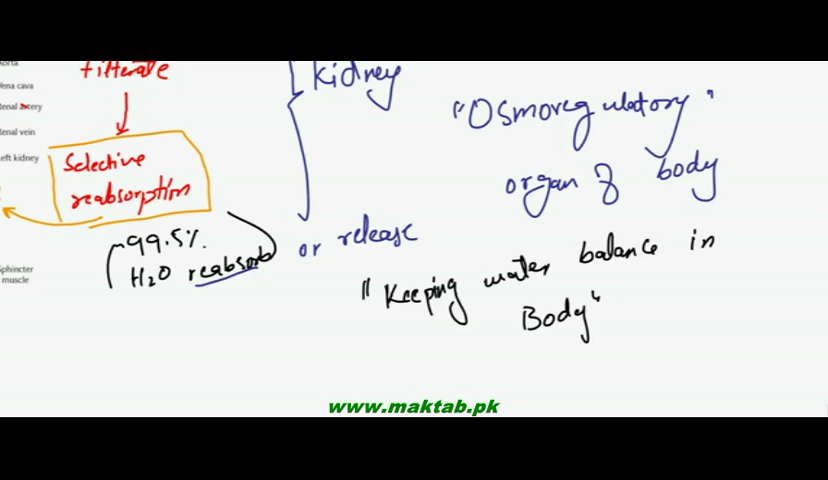 Aorta
Vena cava
Renal artery
Renal vein
Left kidney
Sphincter
muscle
filterate
Selective
reabsorption
~99.5%.
H2O reabsorb
kidney
or release
"Osmoregulatory"
organ of body
"Keeping water balance in
Body"
www.maktab.pk